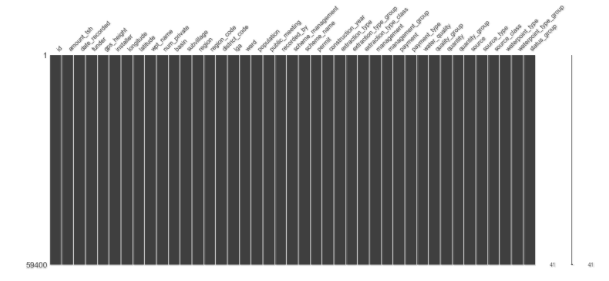 id
amount_tsh
date_recorded
funder
gps_height
installer
longitude
latitude
wpt_name
num_private
basin
subvillage
region
region_code
district_code
lga
ward
population
public_meeting
recorded_by
scheme_management
scheme_name
permit
construction_year
extraction_type
extraction_type_group
extraction_type_class
management
management_group
payment
payment_type
water_quality
quality_group
quantity
quantity_group
source
source_type
source_class
waterpoint_type
waterpoint_type_group
status_group
1
59400
41
41